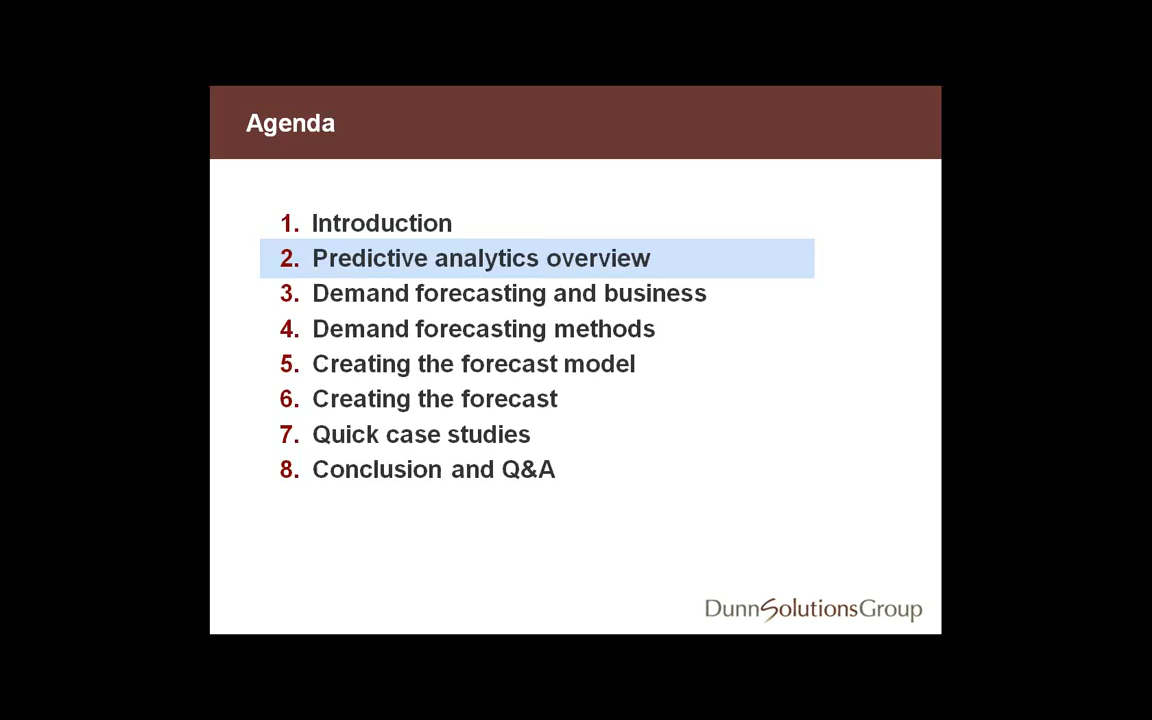 Agenda
1. Introduction
2. Predictive analytics overview
3. Demand forecasting and business
4. Demand forecasting methods
5. Creating the forecast model
6. Creating the forecast
7. Quick case studies
8. Conclusion and Q&A
DunnSolutionsGroup